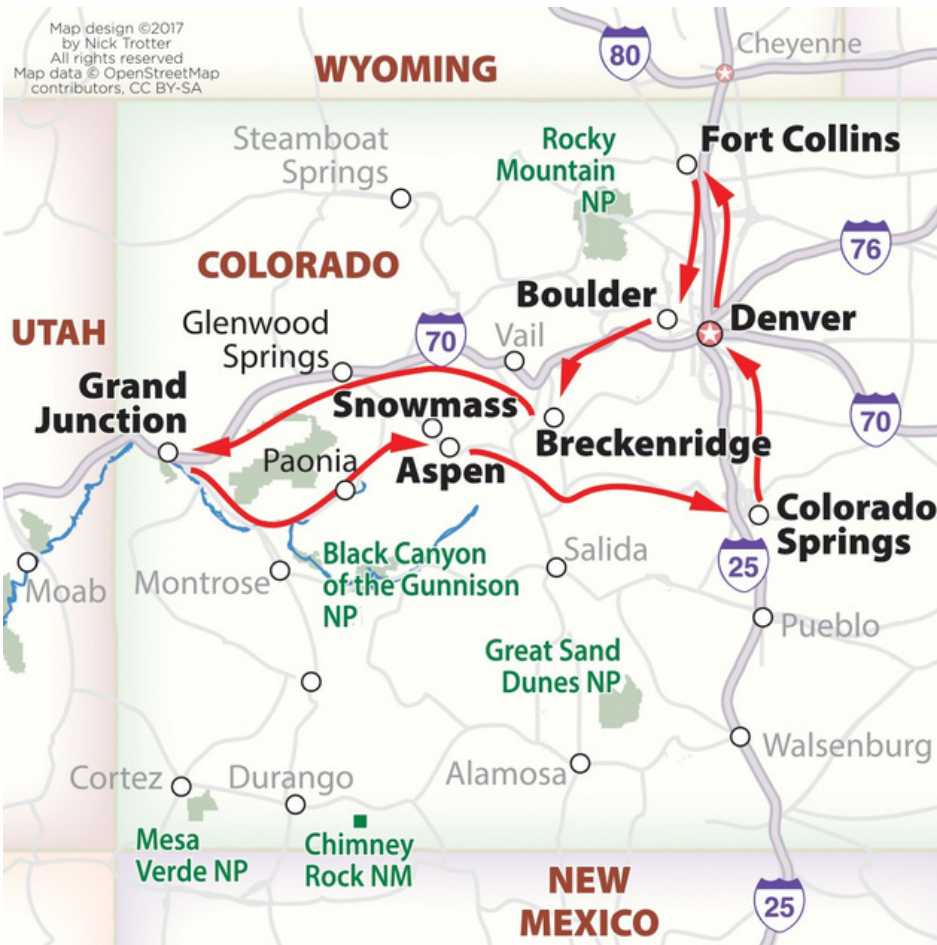 Map design ©2017
by Nick Trotter
All rights reserved
Map data © OpenStreetMap
contributors, CC BY-SA
WYOMING
80
Cheyenne
Steamboat
Springs
Rocky
Mountain
NP
Fort Collins
76
COLORADO
Boulder
UTAH
Glenwood
Springs
70
Vail
Denver
Grand
Junction
Snowmass
70
Paonia
Aspen
Breckenridge
Colorado
Springs
Black Canyon
of the Gunnison
NP
Salida
25
Moab
Montrose
Pueblo
Great Sand
Dunes NP
Walsenburg
Cortez
Durango
Alamosa
Mesa
Verde NP
Chimney
Rock NM
NEW
MEXICO
25